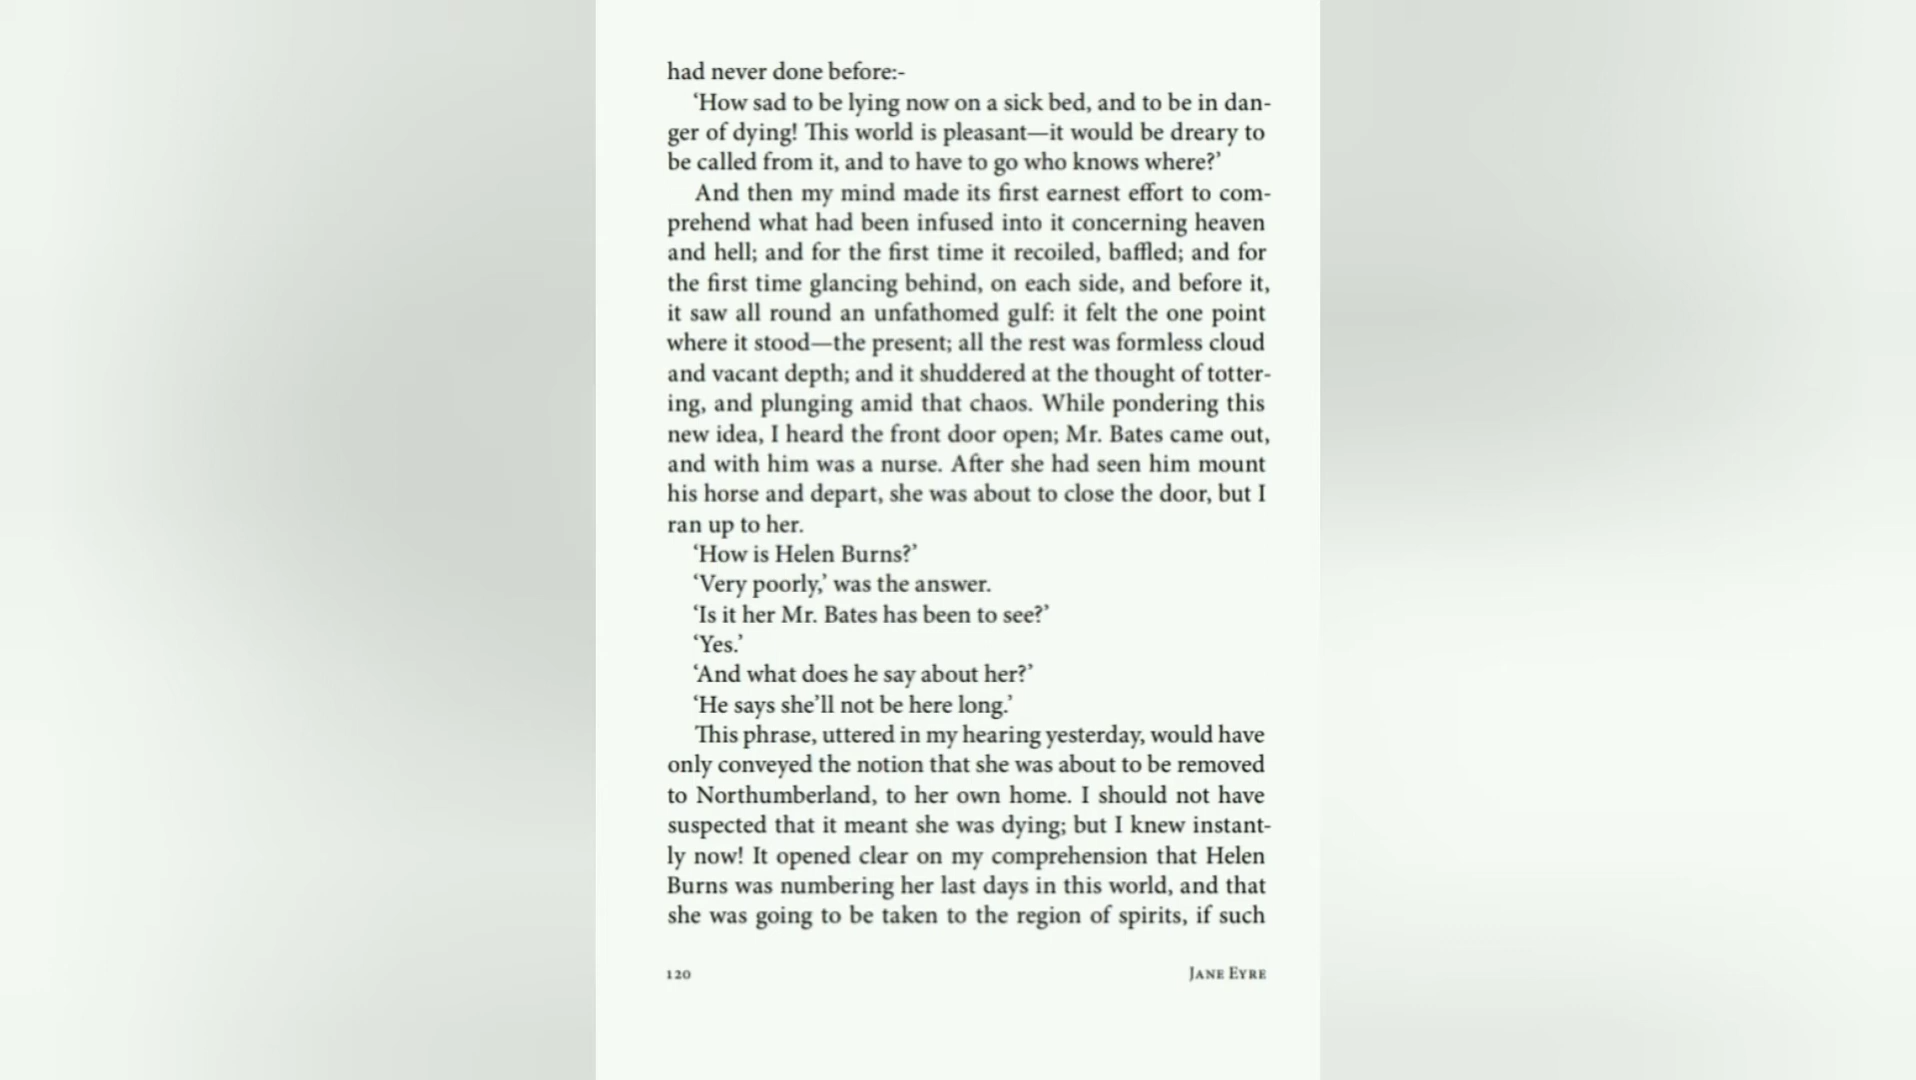 had never done before:-
‘How sad to be lying now on a sick bed, and to be in dan-
ger of dying! This world is pleasant—it would be dreary to
be called from it, and to have to go who knows where?’
And then my mind made its first earnest effort to com-
prehend what had been infused into it concerning heaven
and hell; and for the first time it recoiled, baffled; and for
the first time glancing behind, on each side, and before it,
it saw all round an unfathomed gulf: it felt the one point
where it stood—the present; all the rest was formless cloud
and vacant depth; and it shuddered at the thought of totter-
ing, and plunging amid that chaos. While pondering this
new idea, I heard the front door open; Mr. Bates came out,
and with him was a nurse. After she had seen him mount
his horse and depart, she was about to close the door, but I
ran up to her.
‘How is Helen Burns?’
‘Very poorly,’ was the answer.
‘Is it her Mr. Bates has been to see?’
‘Yes.’
‘And what does he say about her?’
‘He says she’ll not be here long.’
This phrase, uttered in my hearing yesterday, would have
only conveyed the notion that she was about to be removed
to Northumberland, to her own home. I should not have
suspected that it meant she was dying; but I knew instant-
ly now! It opened clear on my comprehension that Helen
Burns was numbering her last days in this world, and that
she was going to be taken to the region of spirits, if such
120
Jane Eyre